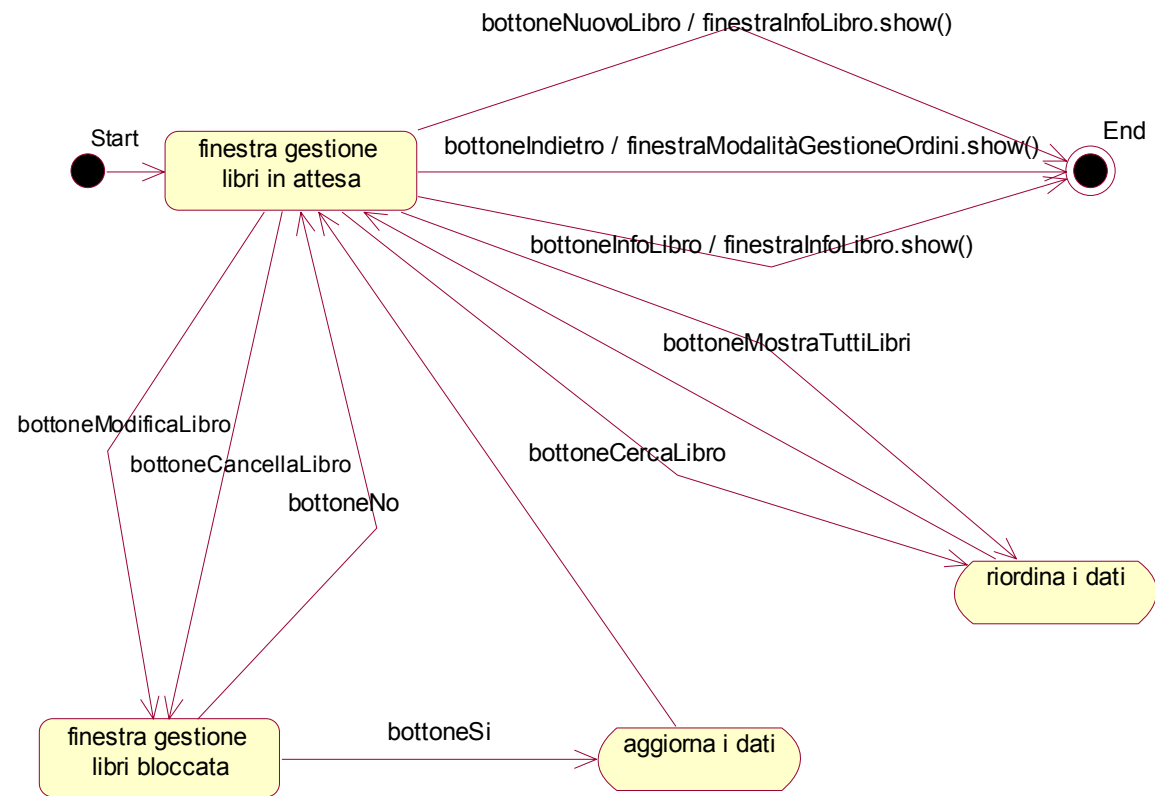 bottoneNuovoLibro / finestraInfoLibro.show()
Start
End
finestra gestione
libri in attesa
bottoneIndietro / finestraModalitàGestioneOrdini.show()
bottoneInfoLibro / finestraInfoLibro.show()
bottoneMostraTuttiLibri
bottoneModificaLibro
bottoneCercaLibro
bottoneCancellaLibro
bottoneNo
riordina i dati
finestra gestione
libri bloccata
bottoneSi
aggiorna i dati